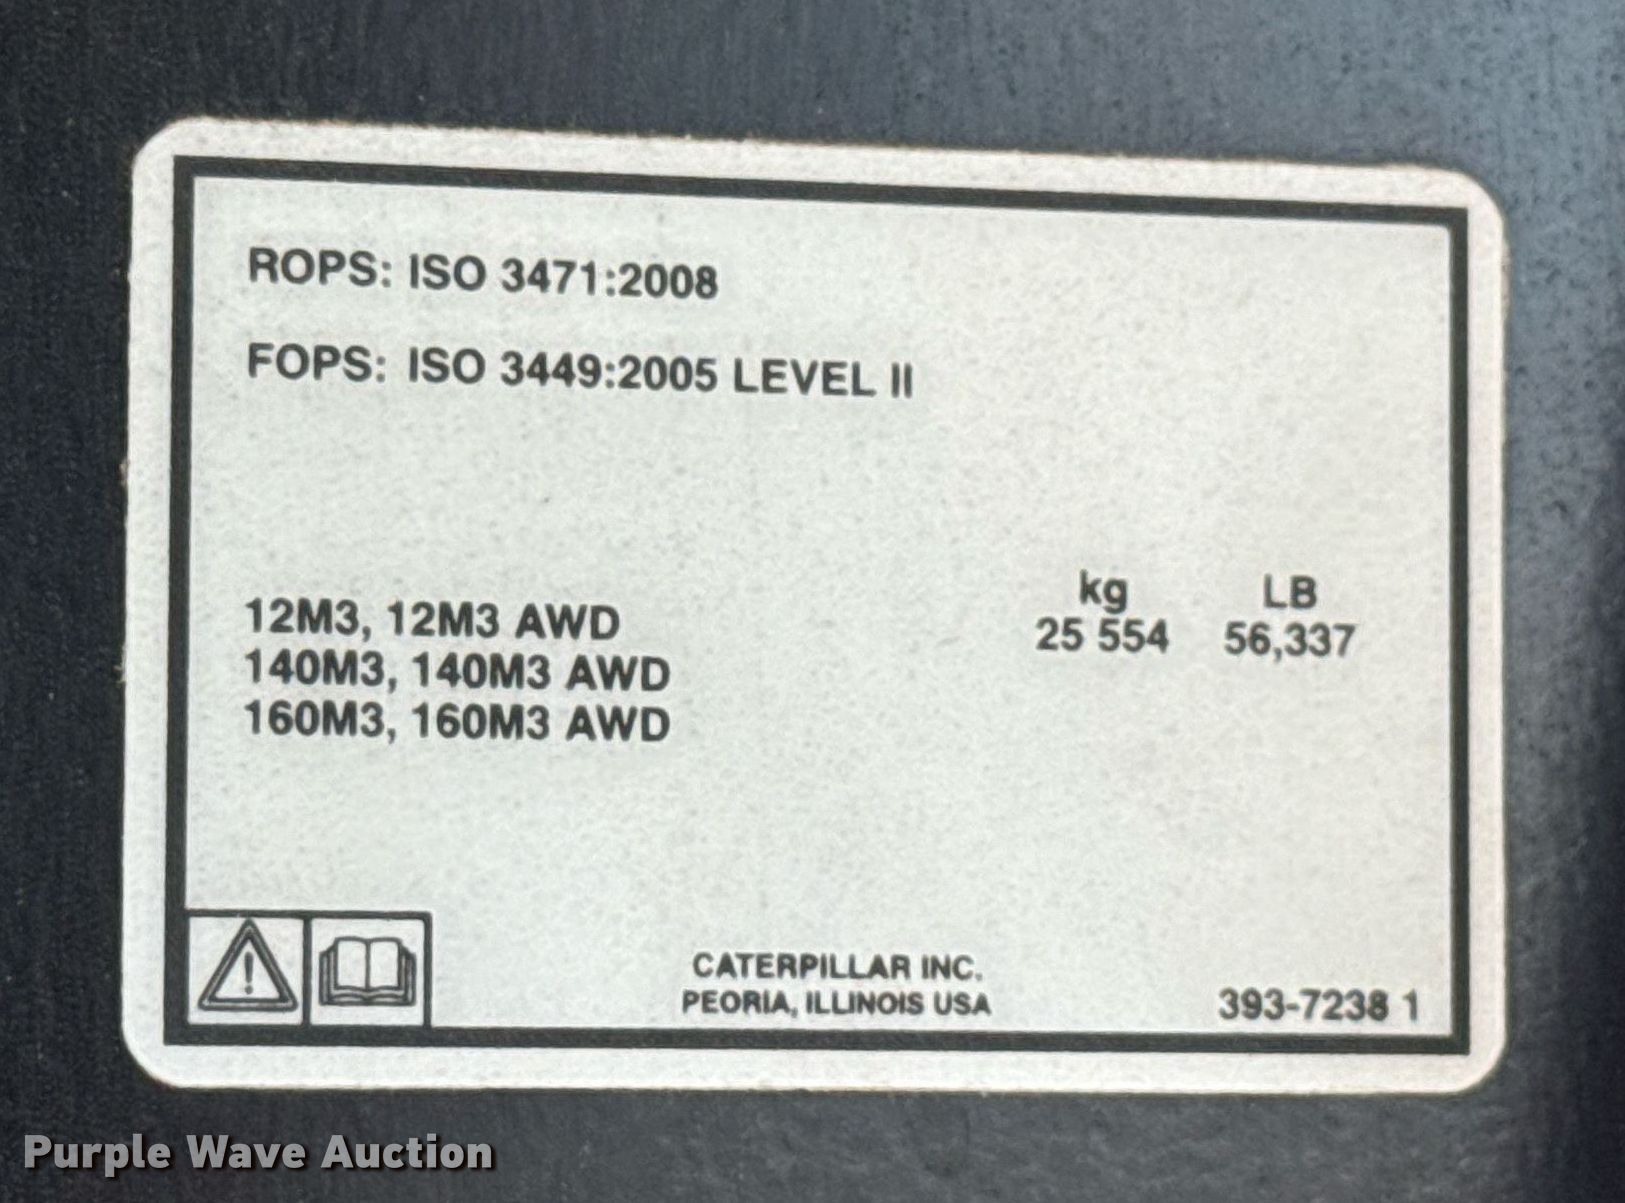 ROPS: ISO 3471:2008
FOPS: ISO 3449:2005 LEVEL II
kg LB
12M3, 12M3 AWD 25 554 56,337
140M3, 140M3 AWD
160M3, 160M3 AWD
CATERPILLAR INC.
PEORIA, ILLINOIS USA
393-7238 1
Purple Wave Auction